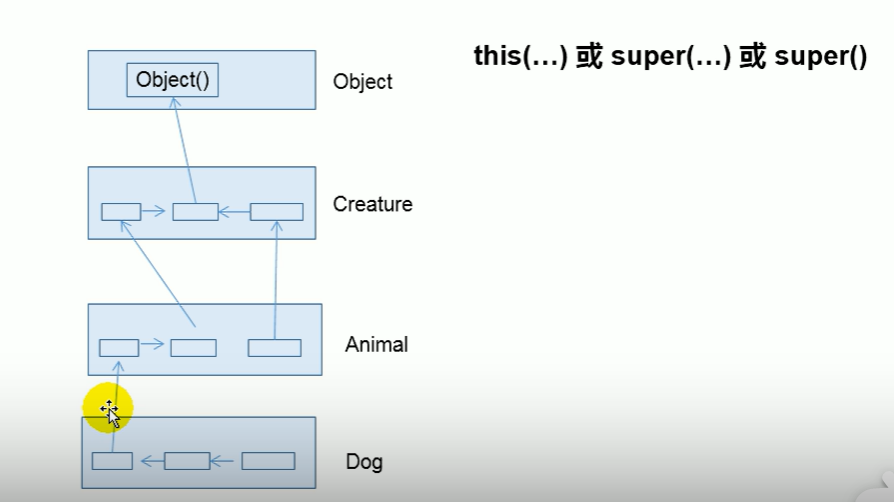 this(…) 或 super(…) 或 super()
Object()
Object
Creature
Animal
Dog